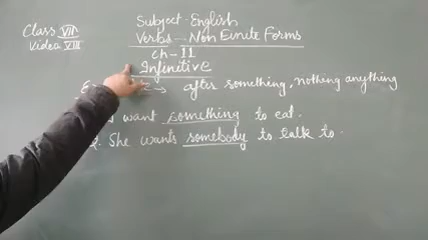 Class VII
Video VIII
Subject - English
Verbs - Non Finite Forms
Ch - 11
Infinitive
→ after something, nothing anything
want something to eat.
She wants somebody to talk to.